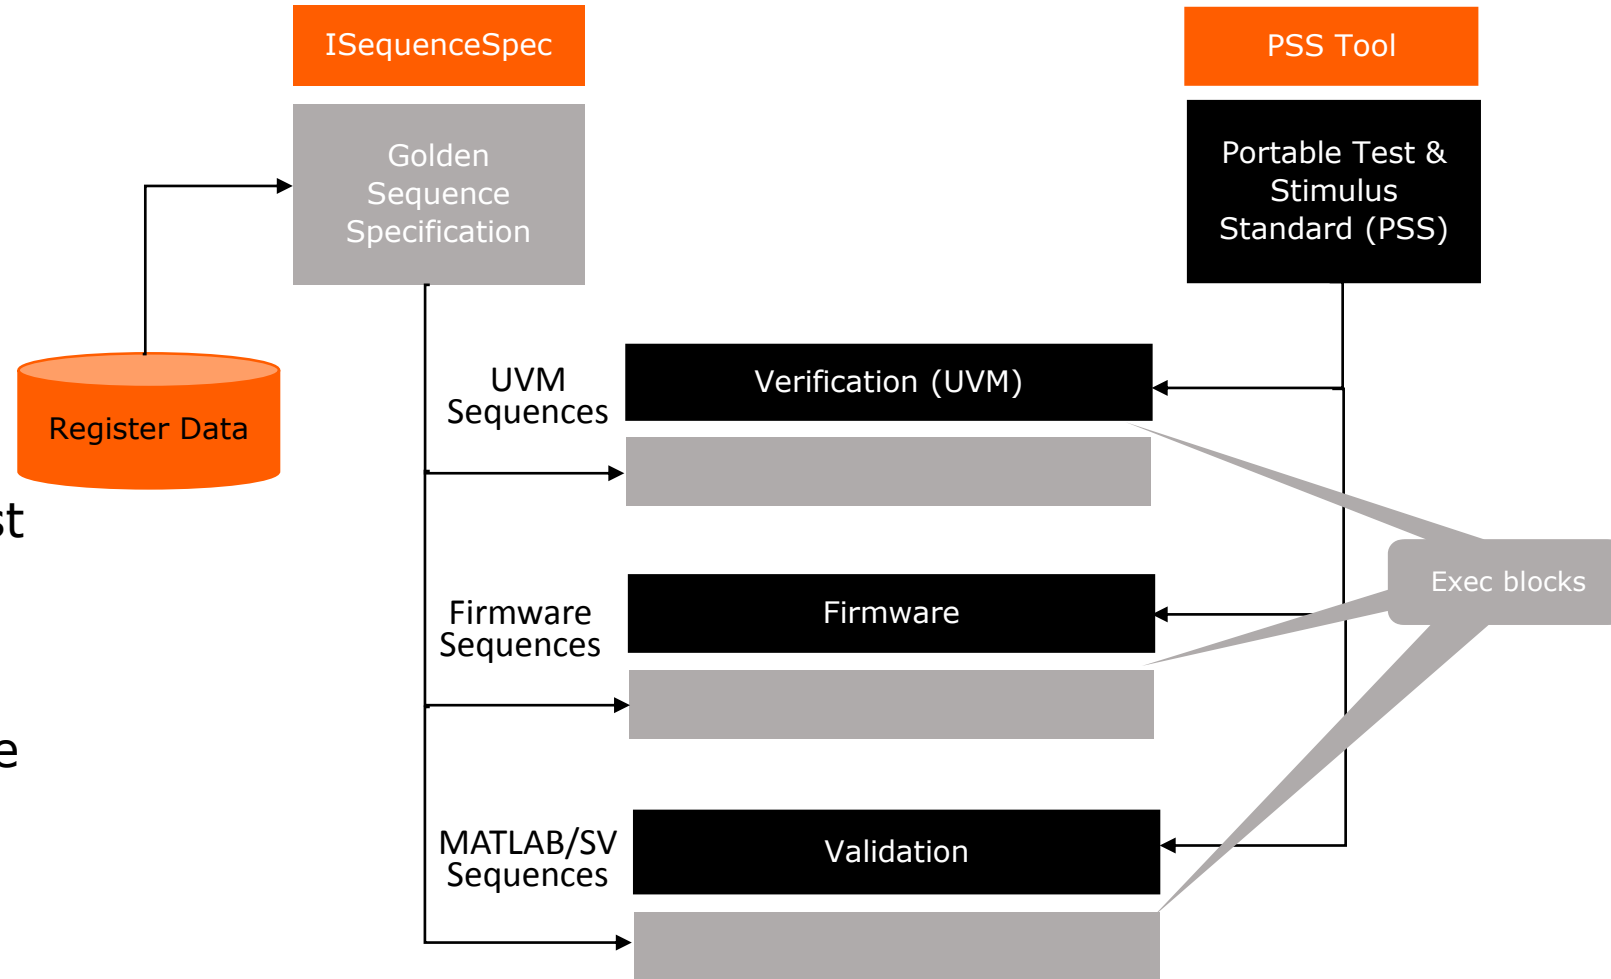 ISequenceSpec
PSS Tool
Golden
Sequence
Specification
Portable Test &
Stimulus
Standard (PSS)
Register Data
UVM
Sequences
Verification (UVM)
st
Exec blocks
Firmware
Sequences
Firmware
e
MATLAB/SV
Sequences
Validation